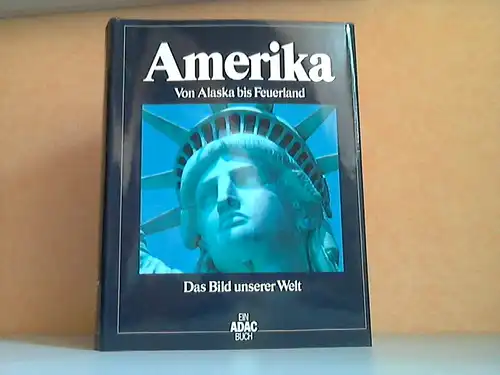 Amerika
Von Alaska bis Feuerland
Das Bild unserer Welt
EIN
ADAC
BUCH